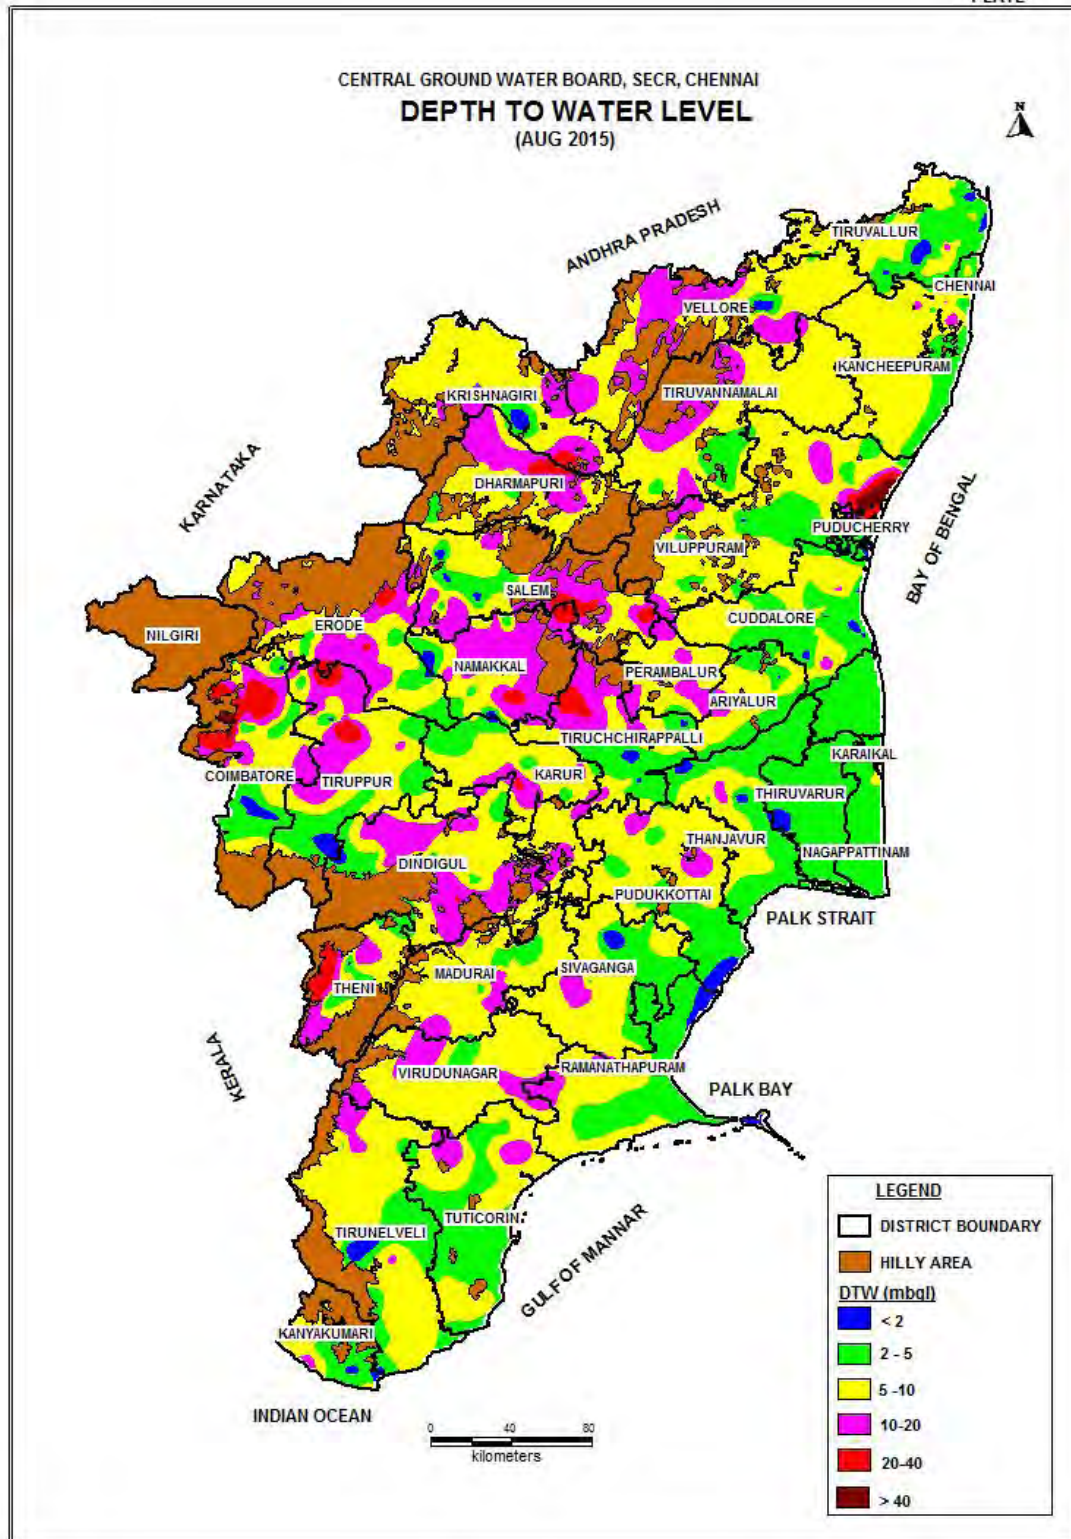 CENTRAL GROUND WATER BOARD, SECR, CHENNAI
DEPTH TO WATER LEVEL
(AUG 2015)
N
ANDHRA PRADESH
TIRUVALLUR
CHENNAI
VELLORE
KANCHEEPURAM
TIRUVANNAMALAI
KRISHNAGIRI
KARNATAKA
DHARMAPURI
PUDUCHERRY
BAY OF BENGAL
VILUPPURAM
SALEM
CUDDALORE
ERODE
NILGIRI
NAMAKKAL
PERAMBALUR
ARIYALUR
TIRUCHCHIRAPPALLI
KARAIKAL
COIMBATORE
TIRUPPUR
KARUR
THIRUVARUR
THANJAVUR
NAGAPPATTINAM
DINDIGUL
PUDUKKOTTAI
PALK STRAIT
SIVAGANGA
MADURAI
THENI
KERALA
VIRUDUNAGAR
RAMANATHAPURAM
PALK BAY
TUTICORIN
TIRUNELVELI
GULF OF MANNAR
KANYAKUMARI
INDIAN OCEAN
0 40 80
kilometers
LEGEND
DISTRICT BOUNDARY
HILLY AREA
DTW (mbgl)
< 2
2 - 5
5 -10
10-20
20-40
> 40